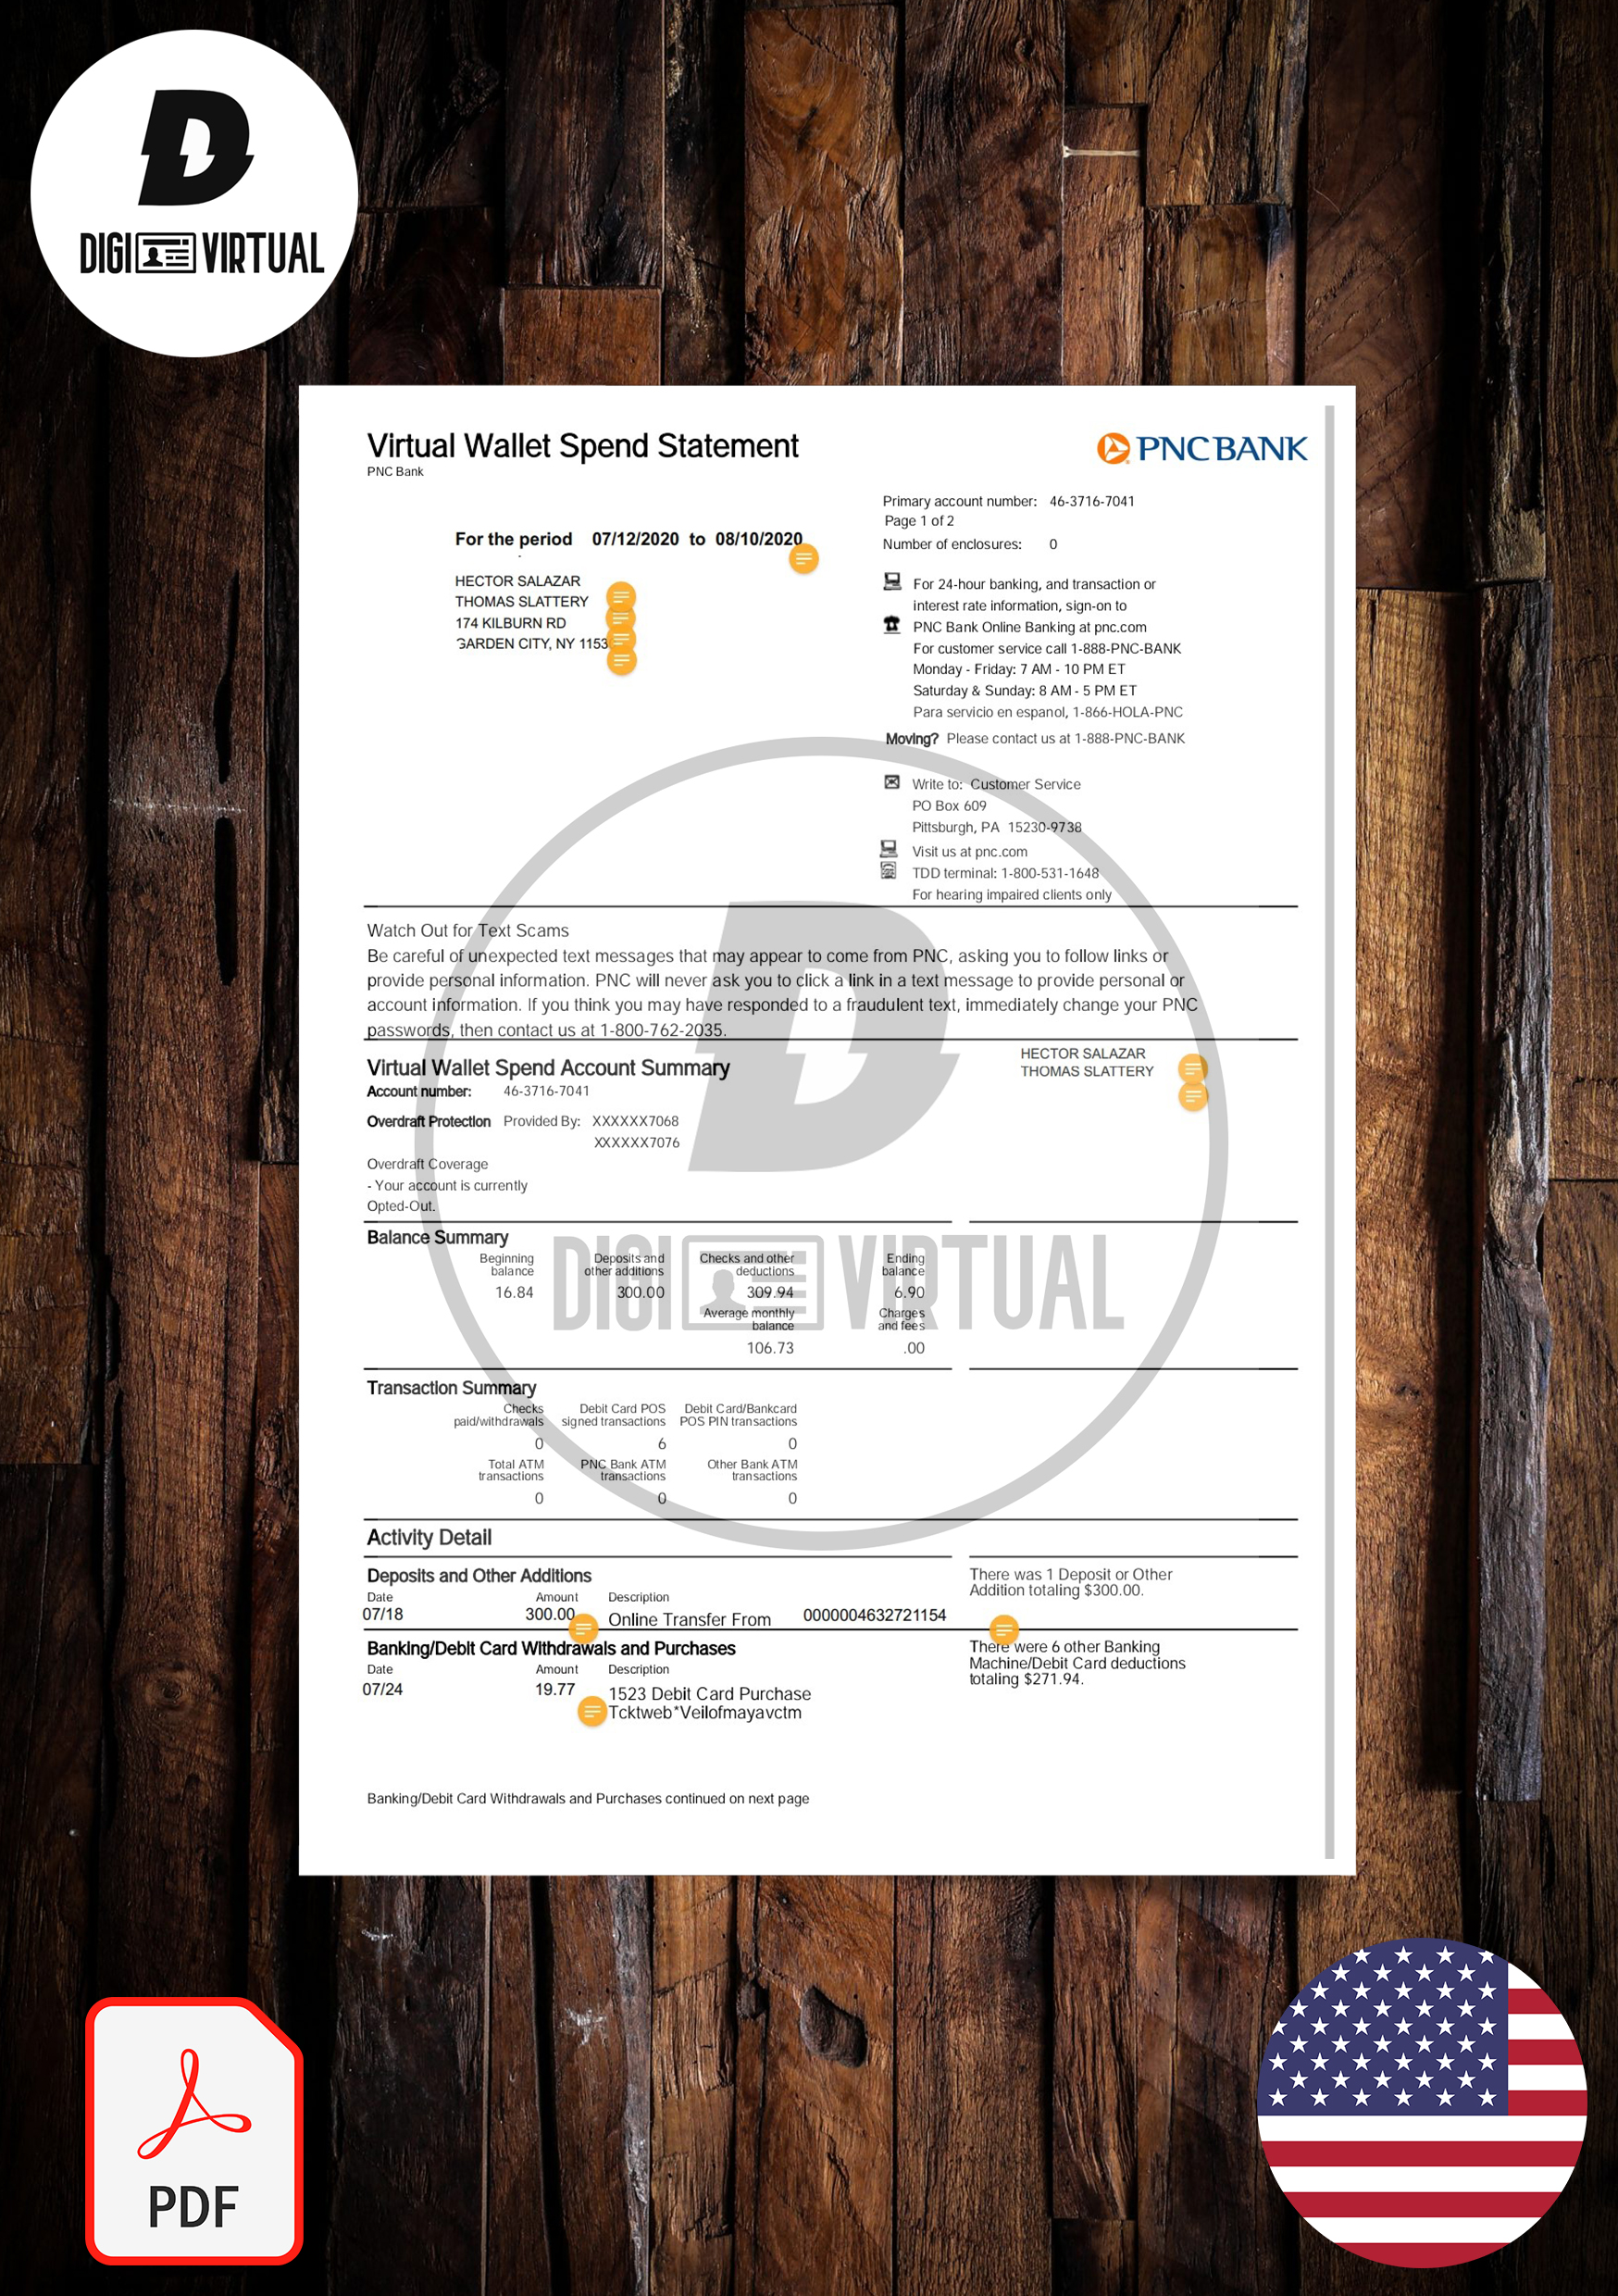 D
DIGI VIRTUAL
Virtual Wallet Spend Statement
PNC Bank
PNC BANK
Primary account number: 46-3716-7041
Page 1 of 2
Number of enclosures: 0
For the period 07/12/2020 to 08/10/2020
HECTOR SALAZAR
THOMAS SLATTERY
174 KILBURN RD
GARDEN CITY, NY 1153
For 24-hour banking, and transaction or
interest rate information, sign-on to
PNC Bank Online Banking at pnc.com
For customer service call 1-888-PNC-BANK
Monday - Friday: 7 AM - 10 PM ET
Saturday & Sunday: 8 AM - 5 PM ET
Para servicio en espanol, 1-866-HOLA-PNC
Moving? Please contact us at 1-888-PNC-BANK
Write to: Customer Service
PO Box 609
Pittsburgh, PA 15230-9738
Visit us at pnc.com
TDD terminal: 1-800-531-1648
For hearing impaired clients only
Watch Out for Text Scams
Be careful of unexpected text messages that may appear to come from PNC, asking you to follow links or
provide personal information. PNC will never ask you to click a link in a text message to provide personal or
account information. If you think you may have responded to a fraudulent text, immediately change your PNC
passwords, then contact us at 1-800-762-2035.
Virtual Wallet Spend Account Summary
HECTOR SALAZAR
THOMAS SLATTERY
Account number: 46-3716-7041
Overdraft Protection Provided By: XXXXXX7068
XXXXXX7076
Overdraft Coverage
- Your account is currently
Opted-Out.
D
DIGI VIRTUAL
Balance Summary
Beginning balance Deposits and other additions Checks and other deductions Ending balance
16.84 300.00 309.94 6.90
Average monthly balance Charges and fees
106.73 .00
Transaction Summary
Checks paid/withdrawals Debit Card POS signed transactions Debit Card/Bankcard POS PIN transactions
0 6 0
Total ATM transactions PNC Bank ATM transactions Other Bank ATM transactions
0 0 0
Activity Detail
Deposits and Other Additions
There was 1 Deposit or Other
Addition totaling $300.00.
Date Amount Description
07/18 300.00 Online Transfer From 0000004632721154
Banking/Debit Card Withdrawals and Purchases
There were 6 other Banking
Machine/Debit Card deductions
totaling $271.94.
Date Amount Description
07/24 19.77 1523 Debit Card Purchase
Tcktweb*Veilofmayavctm
Banking/Debit Card Withdrawals and Purchases continued on next page
PDF